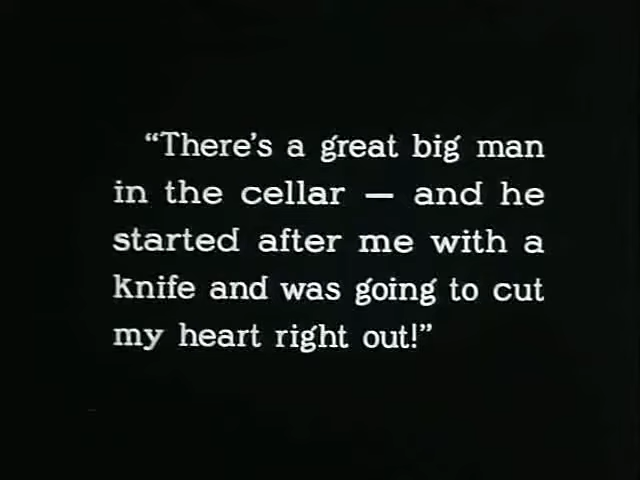 “There’s a great big man
in the cellar — and he
started after me with a
knife and was going to cut
my heart right out!”